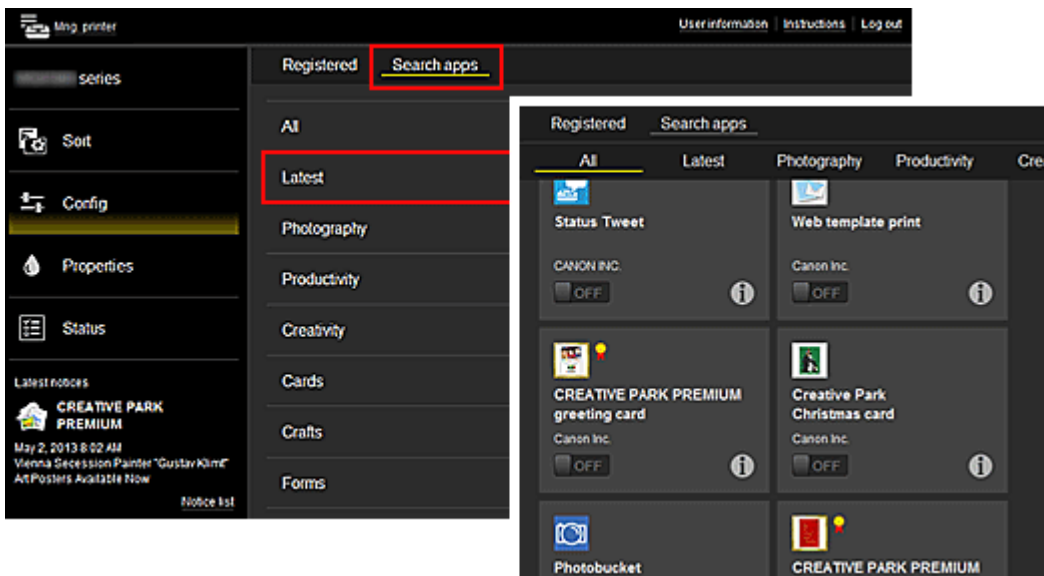 Mng. printer
User information
Instructions
Log out
series
Sort
Config
Properties
Status
Latest notices
CREATIVE PARK
PREMIUM
May 2, 2013 8:02 AM
Vienna Secession Painter "Gustav Klimt"
Art Posters Available Now
Notice list
Registered
Search apps
All
Latest
Photography
Productivity
Creativity
Cards
Crafts
Forms
Registered
Search apps
All
Latest
Photography
Productivity
Cre
Status Tweet
CANON INC.
OFF
Web template print
Canon Inc.
OFF
CREATIVE PARK PREMIUM
greeting card
Canon Inc.
OFF
Creative Park
Christmas card
Canon Inc.
OFF
Photobucket
CREATIVE PARK PREMIUM